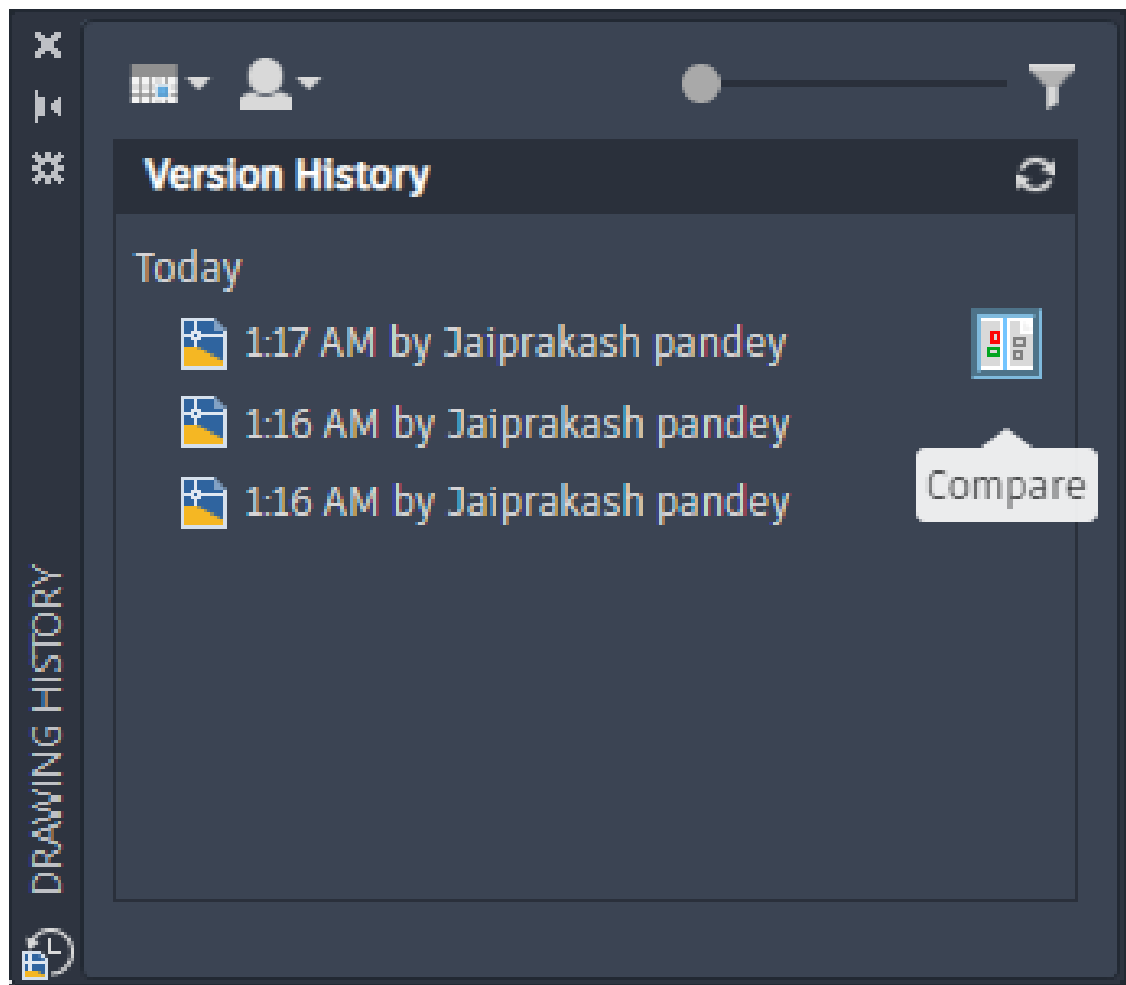 Version History
Today
1:17 AM by Jaiprakash pandey
1:16 AM by Jaiprakash pandey
1:16 AM by Jaiprakash pandey
Compare
DRAWING HISTORY